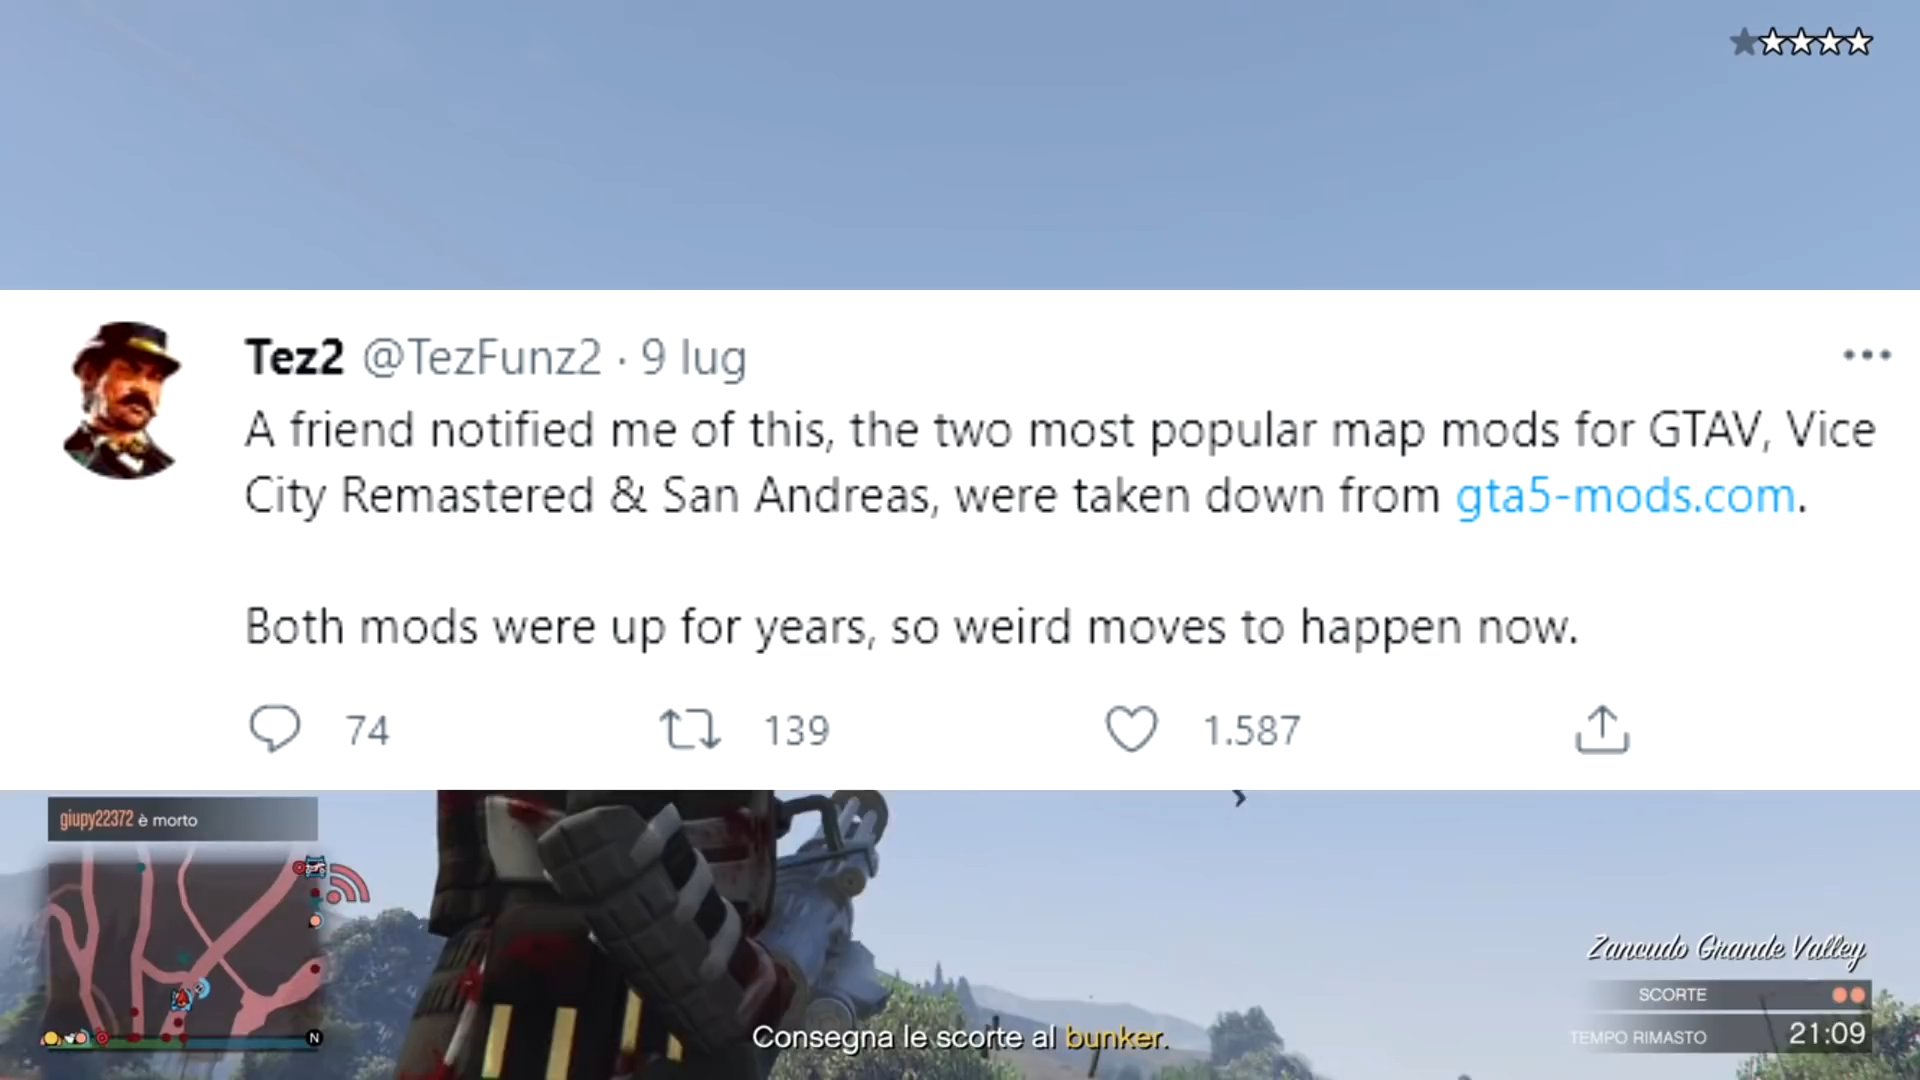 Tez2 @TezFunz2 · 9 lug
A friend notified me of this, the two most popular map mods for GTAV, Vice
City Remastered & San Andreas, were taken down from gta5-mods.com.
Both mods were up for years, so weird moves to happen now.
74 139 1.587
giupy22372 è morto
N
Zancudo Grande Valley
SCORTE
TEMPO RIMASTO 21:09
Consegna le scorte al bunker.